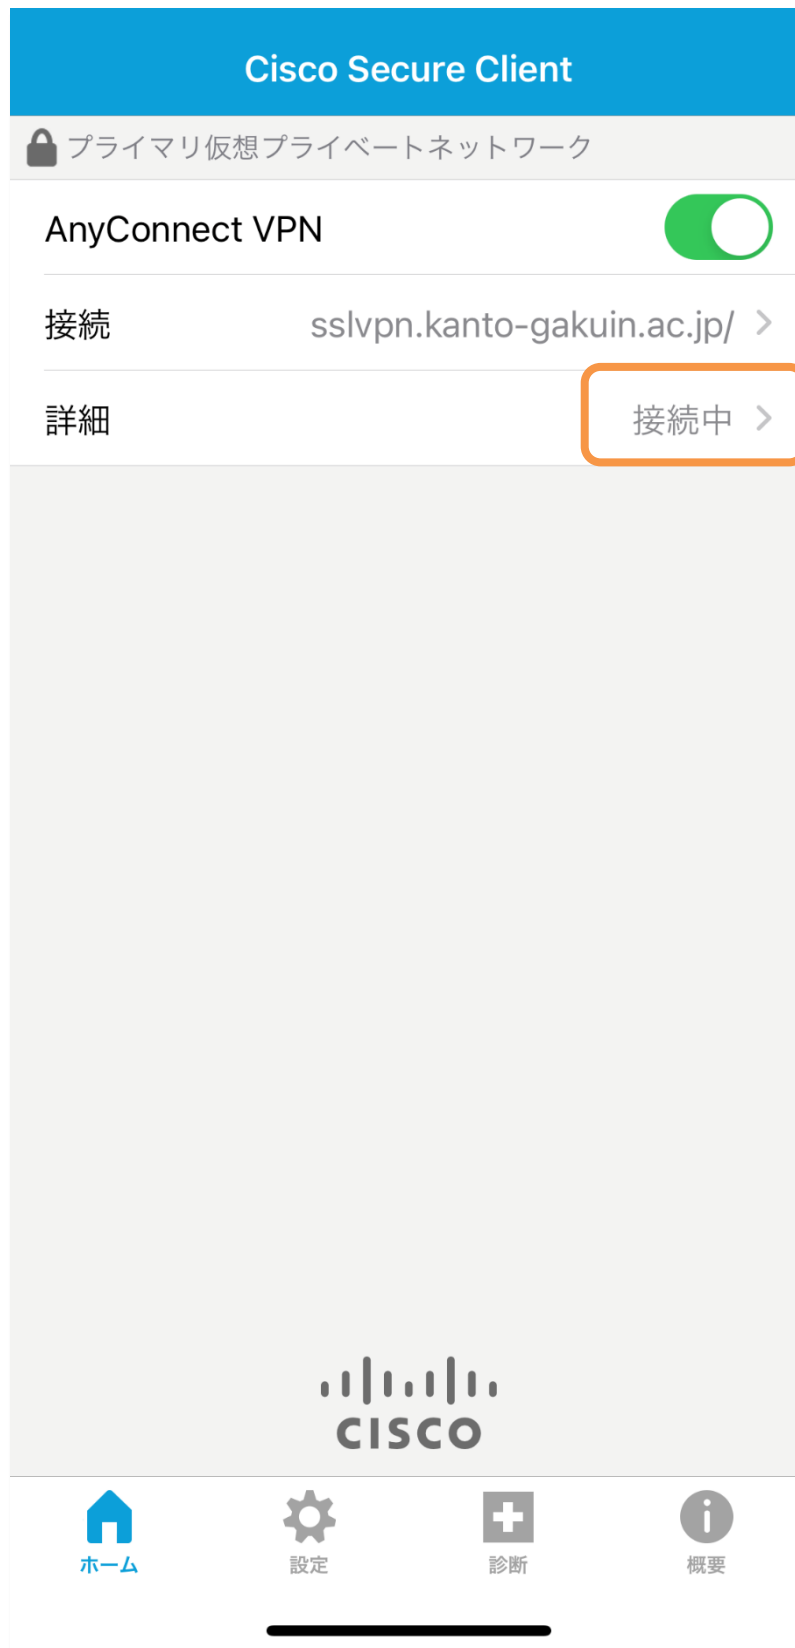 Cisco Secure Client
プライマリ仮想プライベートネットワーク
AnyConnect VPN
接続 sslvpn.kanto-gakuin.ac.jp/
詳細 接続中
CISCO
ホーム 設定 診断 概要